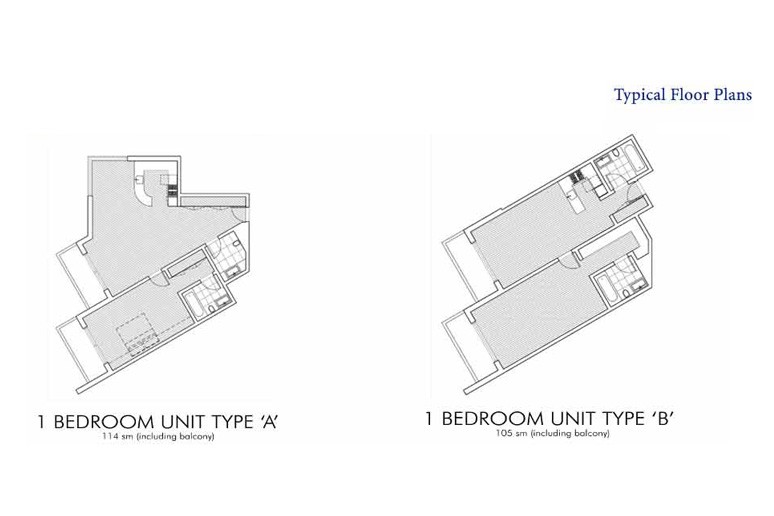 Typical Floor Plans
1 BEDROOM UNIT TYPE ‘A’
114 sm (including balcony)
1 BEDROOM UNIT TYPE ‘B’
105 sm (including balcony)